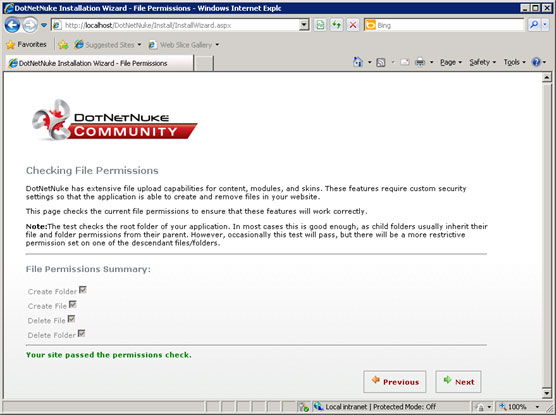 DotNetNuke Installation Wizard - File Permissions - Windows Internet Explc
http://localhost/DotNetNuke/Install/InstallWizard.aspx
Bing
Favorites
Suggested Sites
Web Slice Gallery
DotNetNuke Installation Wizard - File Permissions
Page
Safety
Tools
DOTNETNUKE
COMMUNITY
Checking File Permissions
DotNetNuke has extensive file upload capabilities for content, modules, and skins. These features require custom security
settings so that the application is able to create and remove files in your website.
This page checks the current file permissions to ensure that these features will work correctly.
Note:The test checks the root folder of your application. In most cases this is good enough, as child folders usually inherit their
file and folder permissions from their parent. However, occasionally this test will pass, but there will be a more restrictive
permission set on one of the descendant files/folders.
File Permissions Summary:
Create Folder
Create File
Delete File
Delete Folder
Your site passed the permissions check.
Previous
Next
Local intranet | Protected Mode: Off
100%